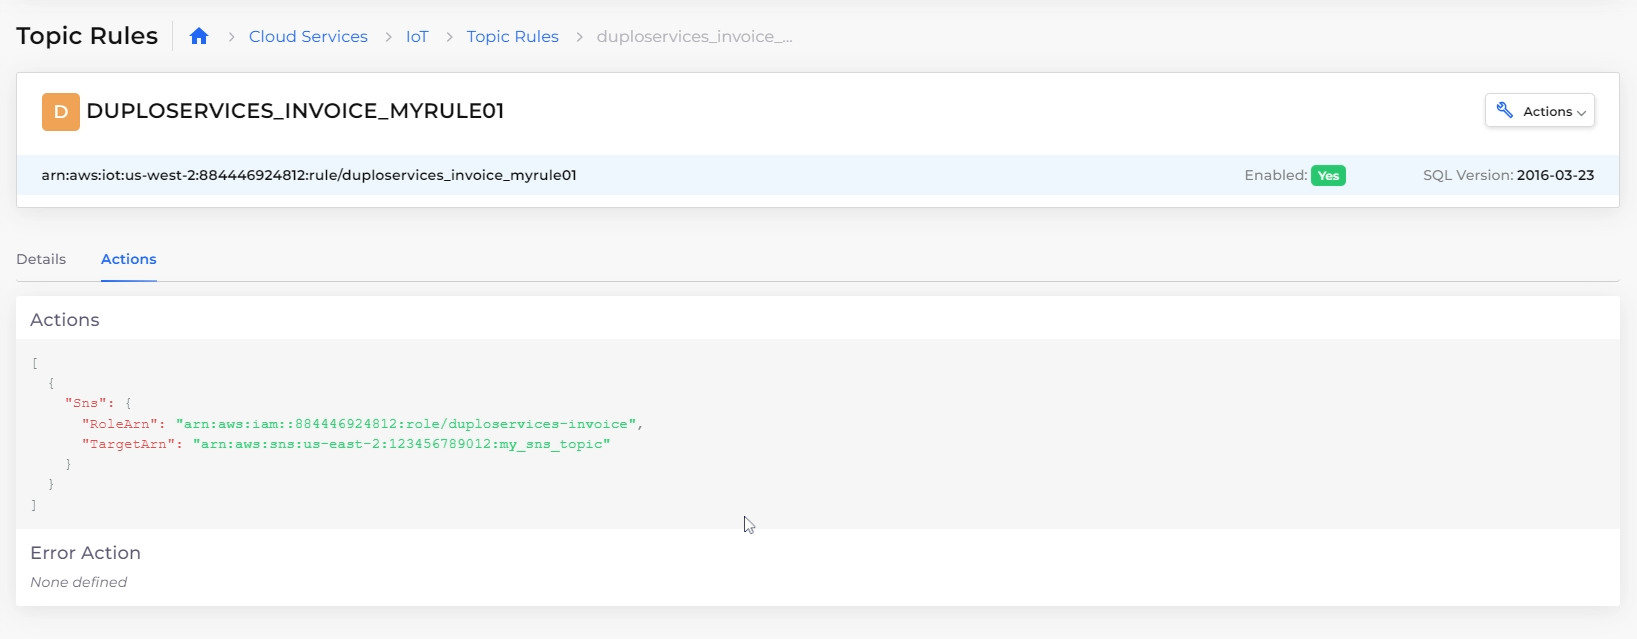 Topic Rules > Cloud Services > IoT > Topic Rules > duploservices_invoice_...
D DUPLOSERVICES_INVOICE_MYRULE01
Actions
arn:aws:iot:us-west-2:884446924812:rule/duploservices_invoice_myrule01 Enabled: Yes SQL Version: 2016-03-23
Details Actions
Actions
[
  {
    "Sns": {
      "RoleArn": "arn:aws:iam::884446924812:role/duploservices-invoice",
      "TargetArn": "arn:aws:sns:us-east-2:123456789012:my_sns_topic"
    }
  }
]
Error Action
None defined